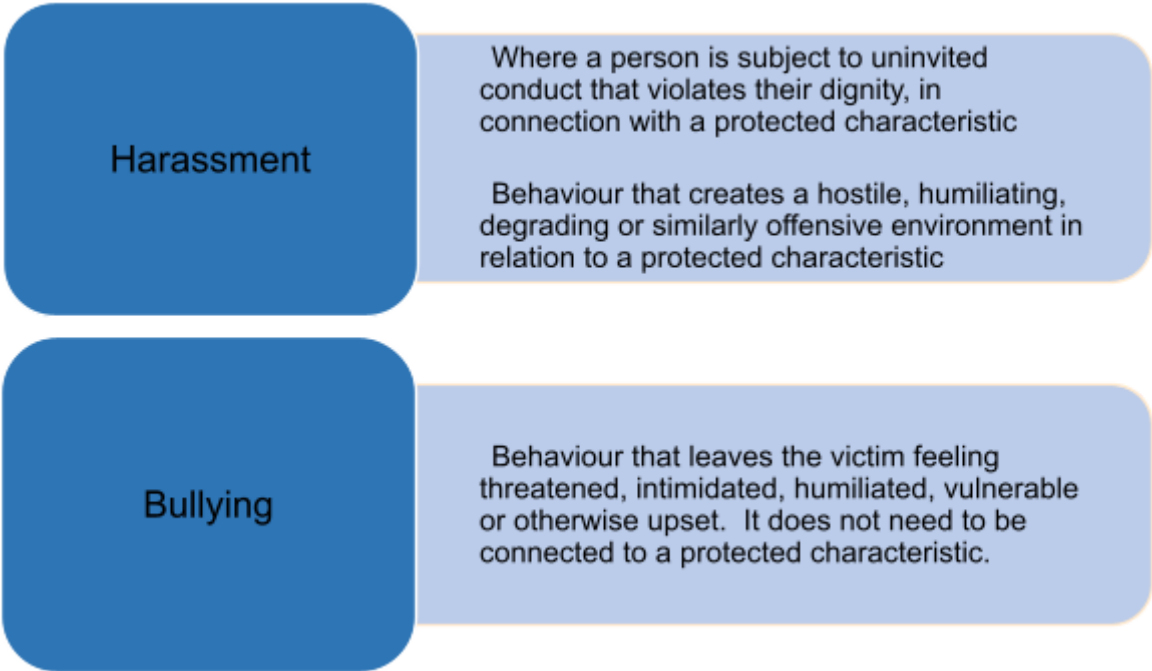 Harassment
Where a person is subject to uninvited
conduct that violates their dignity, in
connection with a protected characteristic
Behaviour that creates a hostile, humiliating,
degrading or similarly offensive environment in
relation to a protected characteristic
Bullying
Behaviour that leaves the victim feeling
threatened, intimidated, humiliated, vulnerable
or otherwise upset.  It does not need to be
connected to a protected characteristic.